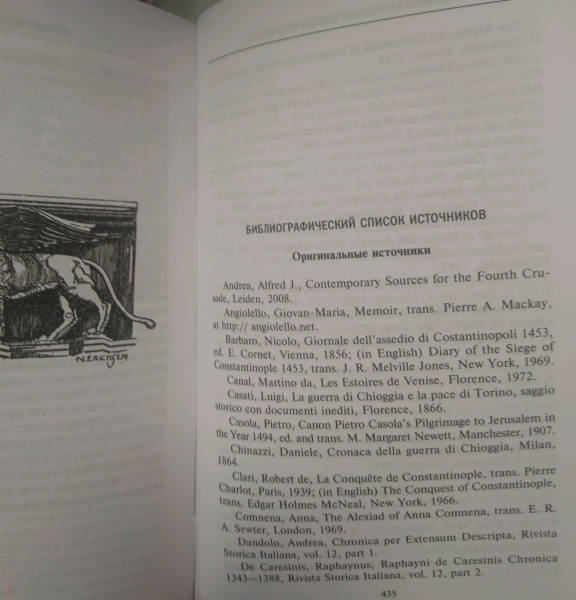 БИБЛИОГРАФИЧЕСКИЙ СПИСОК ИСТОЧНИКОВ
Оригинальные источники
Andrea, Alfred J., Contemporary Sources for the Fourth Cru-
sade, Leiden, 2008.
Angiolello, Giovan-Maria, Memoir, trans. Pierre A. Mackay,
at http:// angiolello.net.
Barbaro, Nicolo, Giornale dell'assedio di Costantinopoli 1453,
ed. E. Cornet, Vienna, 1856; (in English) Diary of the Siege of
Constantinople 1453, trans. J. R. Melville Jones, New York, 1969.
Canal, Martino da, Les Estoires de Venise, Florence, 1972.
Casati, Luigi, La guerra di Chioggia e la pace di Torino, saggio
storico con documenti inediti, Florence, 1866.
Casola, Pietro, Canon Pietro Casola's Pilgrimage to Jerusalem in
the Year 1494, ed. and trans. M. Margaret Newett, Manchester, 1907.
Chinazzi, Daniele, Cronaca della guerra di Chioggia, Milan,
1864.
Clari, Robert de, La Conquête de Constantinople, trans. Pierre
Charlot, Paris, 1939; (in English) The Conquest of Constantinople,
trans. Edgar Holmes McNeal, New York, 1966.
Comnena, Anna, The Alexiad of Anna Comnena, trans. E. R.
A. Sewter, London, 1969.
Dandolo, Andrea, Chronica per Extensum Descripta, Rivista
Storica Italiana, vol. 12, part 1.
De Caresinis, Raphaynus, Raphayni de Caresinis Chronica
1343—1388, Rivista Storica Italiana, vol. 12, part 2.
435